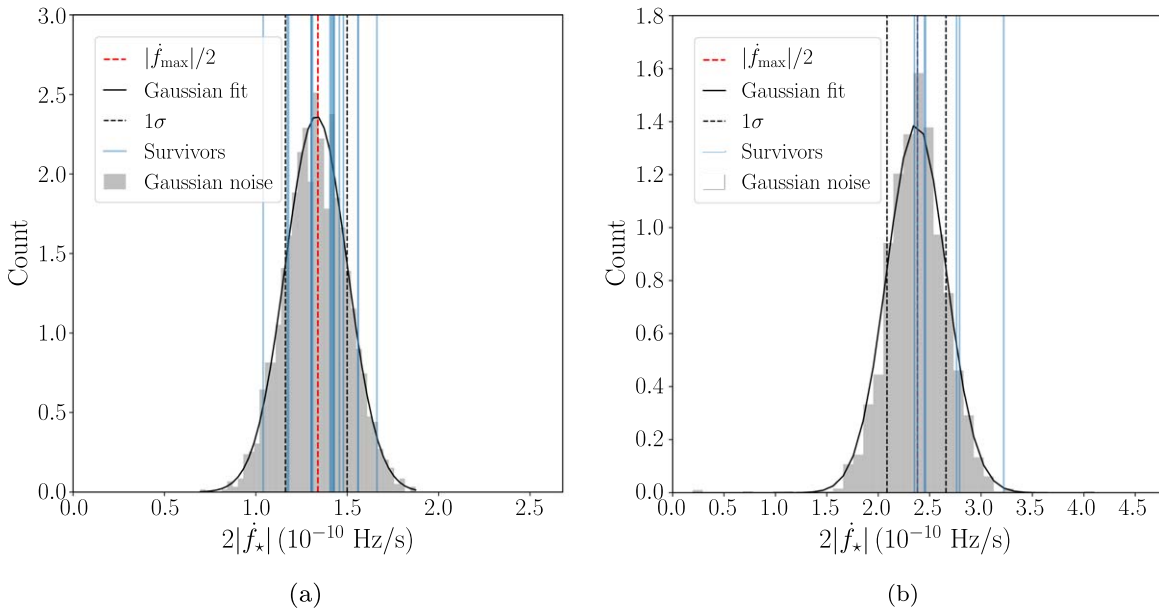 3.0
2.5
2.0
1.5
1.0
0.5
0.0
Count
|ḟ_max|/2
Gaussian fit
1σ
Survivors
Gaussian noise
0.0 0.5 1.0 1.5 2.0 2.5
2|ḟ⋆| (10⁻¹⁰ Hz/s)
(a)
1.8
1.6
1.4
1.2
1.0
0.8
0.6
0.4
0.2
0.0
Count
|ḟ_max|/2
Gaussian fit
1σ
Survivors
Gaussian noise
0.0 0.5 1.0 1.5 2.0 2.5 3.0 3.5 4.0 4.5
2|ḟ⋆| (10⁻¹⁰ Hz/s)
(b)